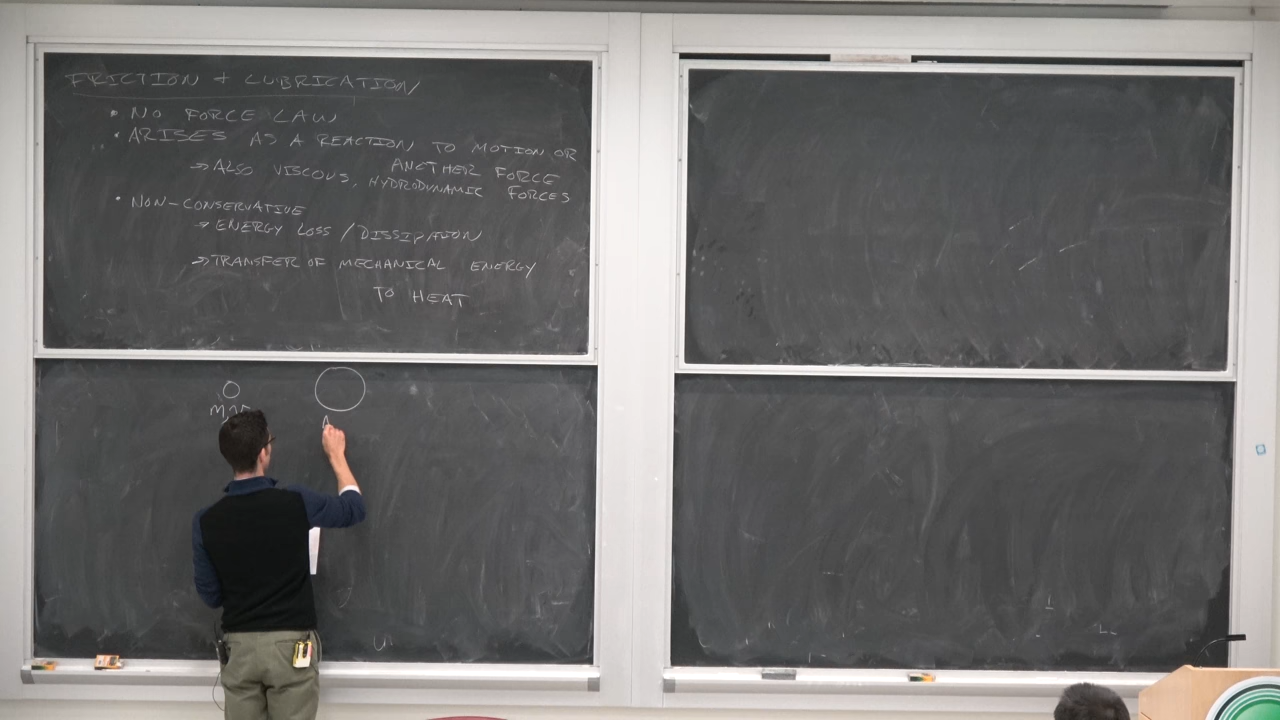 FRICTION + LUBRICATION
• NO FORCE LAW
• ARISES AS A REACTION TO MOTION OR
ANOTHER FORCE
→ ALSO VISCOUS, HYDRODYNAMIC FORCES
• NON-CONSERVATIVE
→ ENERGY LOSS / DISSIPATION
→ TRANSFER OF MECHANICAL ENERGY
TO HEAT